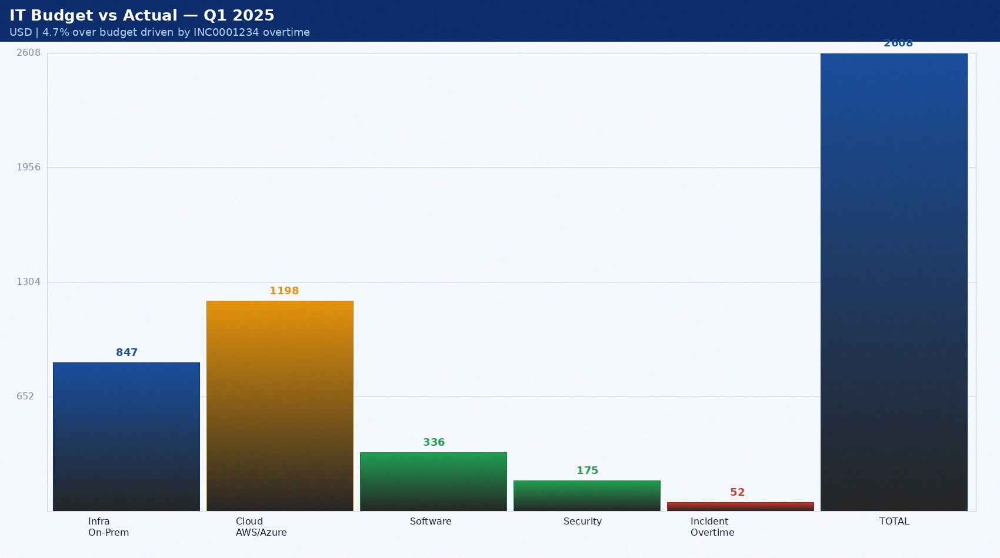 IT Budget vs Actual — Q1 2025
USD | 4.7% over budget driven by INC0001234 overtime
2608
2608
1956
1304
1198
847
652
336
175
52
Infra
On-Prem
Cloud
AWS/Azure
Software
Security
Incident
Overtime
TOTAL